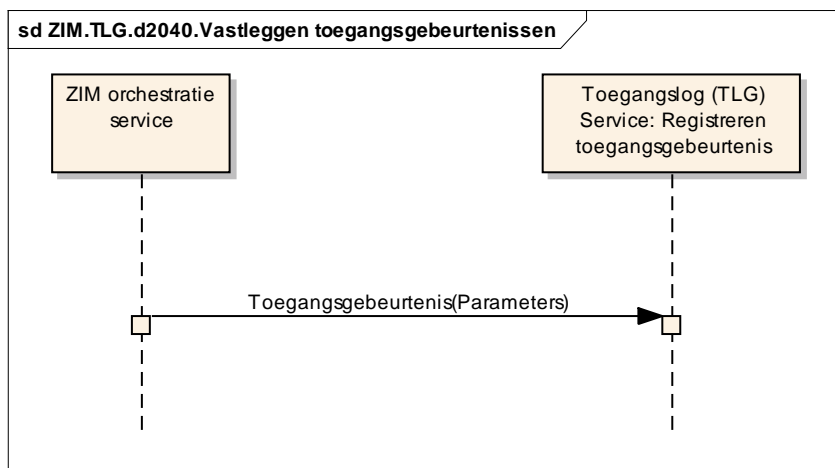 sd ZIM.TLG.d2040.Vastleggen toegangsgebeurtenissen
ZIM orchestratie
service
Toegangslog (TLG)
Service: Registreren
toegangsgebeurtenis
Toegangsgebeurtenis(Parameters)